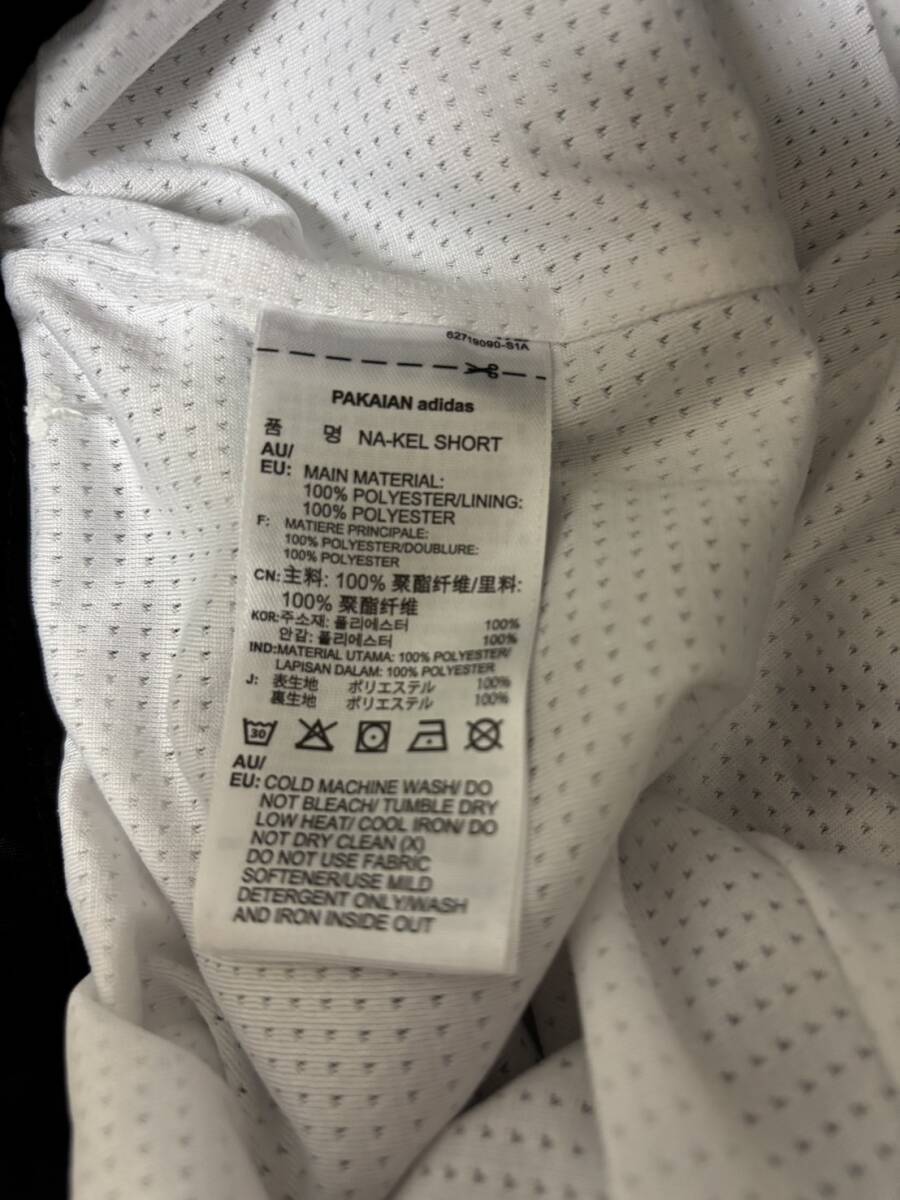 62719090-S1A
PAKAIAN adidas
품 명 NA-KEL SHORT
AU/
EU: MAIN MATERIAL:
100% POLYESTER/LINING:
100% POLYESTER
F: MATIERE PRINCIPALE:
100% POLYESTER/DOUBLURE:
100% POLYESTER
CN:主料: 100% 聚酯纤维/里料:
100% 聚酯纤维
KOR:주소재: 폴리에스터 100%
안감: 폴리에스터 100%
IND:MATERIAL UTAMA: 100% POLYESTER/
LAPISAN DALAM: 100% POLYESTER
J: 表生地 ポリエステル 100%
裏生地 ポリエステル 100%
30
AU/
EU: COLD MACHINE WASH/ DO
NOT BLEACH/ TUMBLE DRY
LOW HEAT/ COOL IRON/ DO
NOT DRY CLEAN (X)
DO NOT USE FABRIC
SOFTENER/USE MILD
DETERGENT ONLY/WASH
AND IRON INSIDE OUT